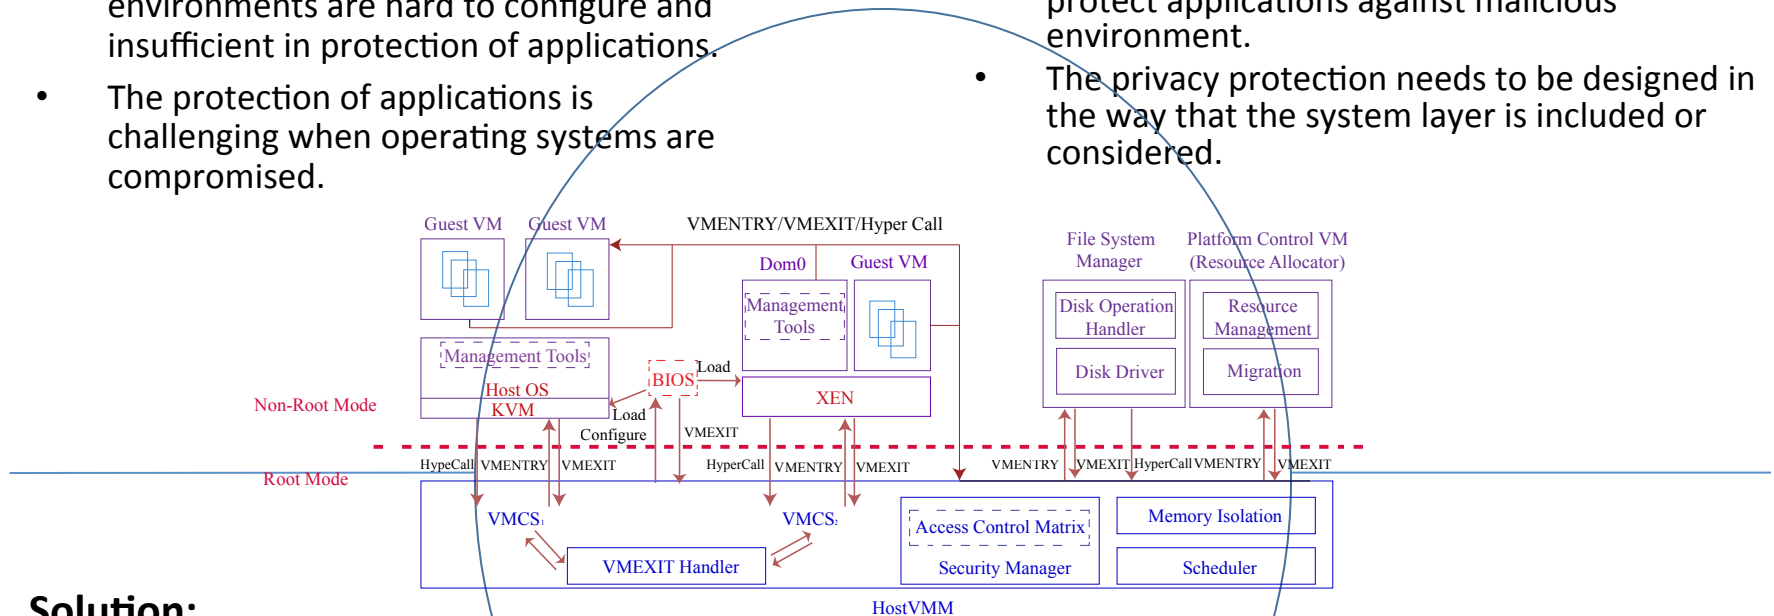 environments are hard to configure and
insufficient in protection of applications.
• The protection of applications is
challenging when operating systems are
compromised.
protect applications against malicious
environment.
• The privacy protection needs to be designed in
the way that the system layer is included or
considered.
Guest VM
Guest VM
VMENTRY/VMEXIT/Hyper Call
Dom0
Guest VM
File System
Manager
Platform Control VM
(Resource Allocator)
Management
Tools
Disk Operation
Handler
Resource
Management
Management Tools
Host OS
KVM
BIOS
Load
Load
Configure
VMEXIT
XEN
Disk Driver
Migration
Non-Root Mode
Root Mode
HypeCall
VMENTRY
VMEXIT
HyperCall
VMENTRY
VMEXIT
VMENTRY
VMEXIT
HyperCall
VMENTRY
VMEXIT
VMCS1
VMCS2
VMEXIT Handler
Access Control Matrix
Security Manager
Memory Isolation
Scheduler
HostVMM
Solution: